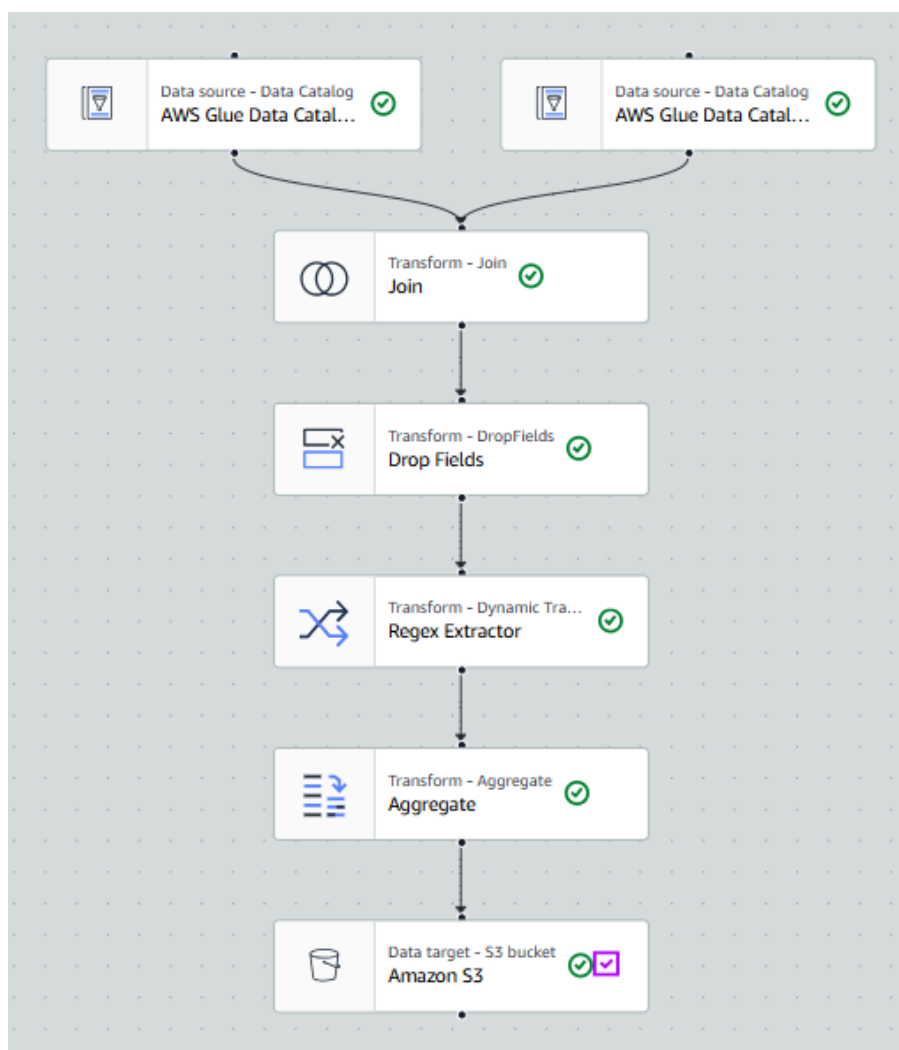 Data source - Data Catalog
AWS Glue Data Catal...
Data source - Data Catalog
AWS Glue Data Catal...
Transform - Join
Join
Transform - DropFields
Drop Fields
Transform - Dynamic Tra...
Regex Extractor
Transform - Aggregate
Aggregate
Data target - S3 bucket
Amazon S3